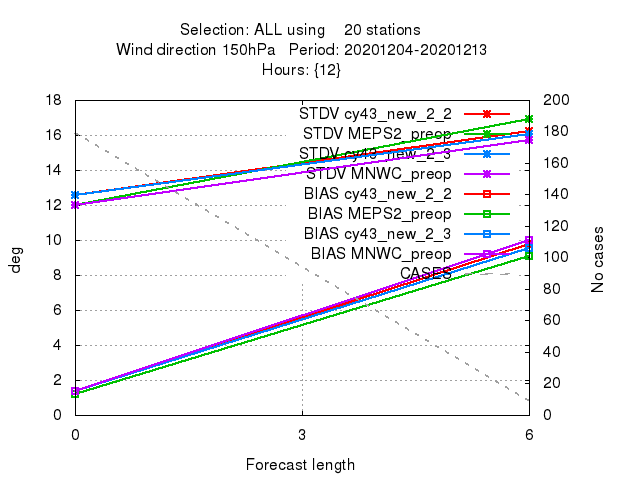 Selection: ALL using 20 stations
Wind direction 150hPa Period: 20201204-20201213
Hours: {12}
18 200
STDV cy43_new_2_2
16 180
STDV MEPS2_preop
160
STDV cy43_new_2_3
14
STDV MNWC_preop
140
BIAS cy43_new_2_2
12
BIAS MEPS2_preop
120
BIAS cy43_new_2_3
10
BIAS MNWC_preop
100
CASES
8
80
6
60
4
40
2
20
0 0
deg
No cases
0 3 6
Forecast length